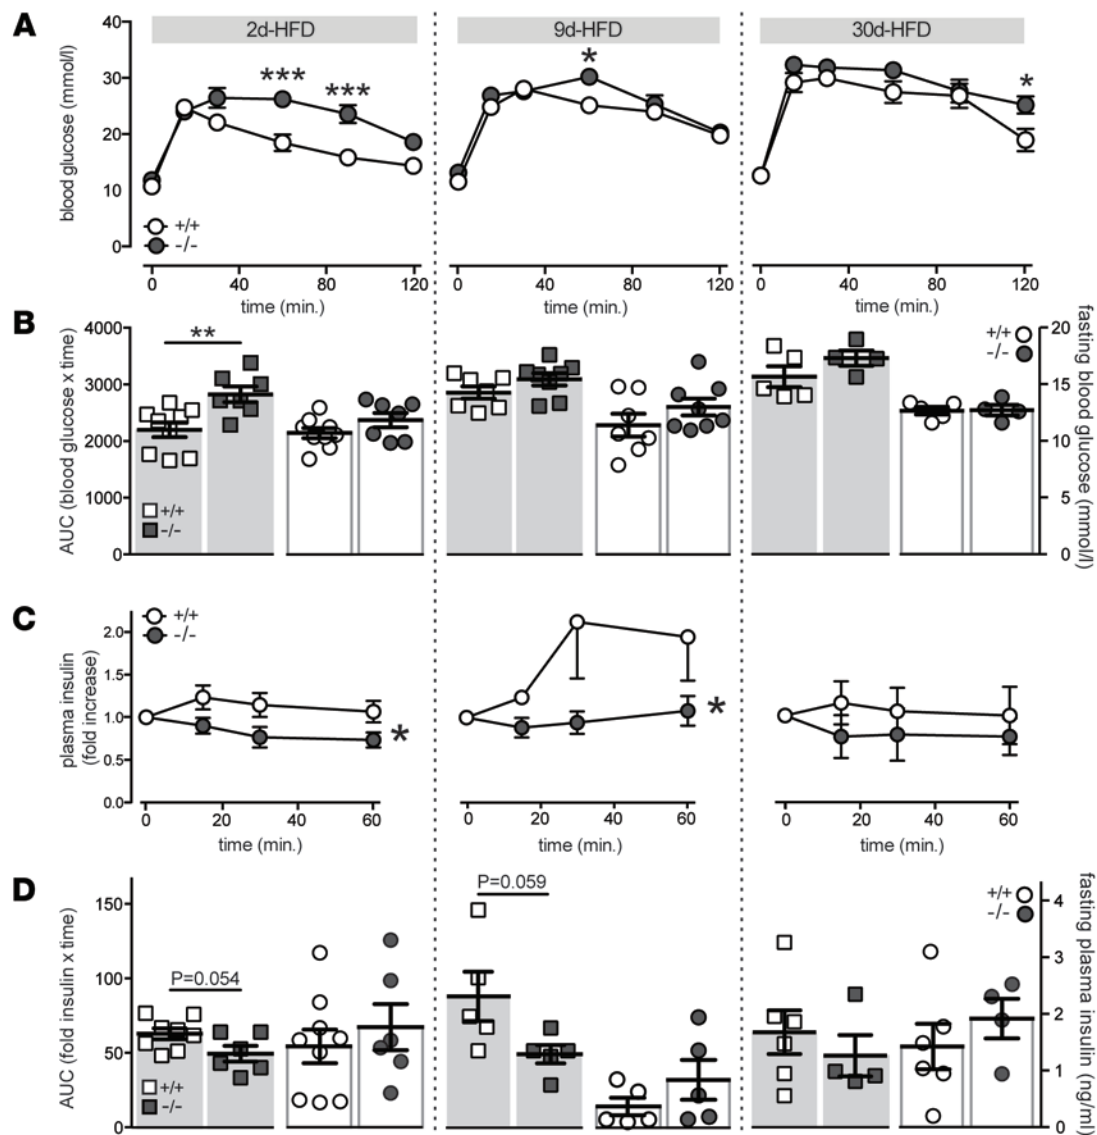 A
2d-HFD
9d-HFD
30d-HFD
blood glucose (mmol/l)
40
30
20
10
0
***
***
*
*
+/+
-/-
0 40 80 120
0 40 80 120
0 40 80 120
time (min.)
time (min.)
time (min.)
B
AUC (blood glucose x time)
4000
3000
2000
1000
0
**
+/+
-/-
+/+
-/-
20
15
10
5
0
fasting blood glucose (mmol/l)
C
plasma insulin
(fold increase)
2.0
1.5
1.0
0.5
0.0
+/+
-/-
*
*
0 20 40 60
0 20 40 60
0 20 40 60
time (min.)
time (min.)
time (min.)
D
AUC (fold insulin x time)
150
100
50
0
P=0.054
P=0.059
+/+
-/-
+/+
-/-
4
3
2
1
0
fasting plasma insulin (ng/ml)